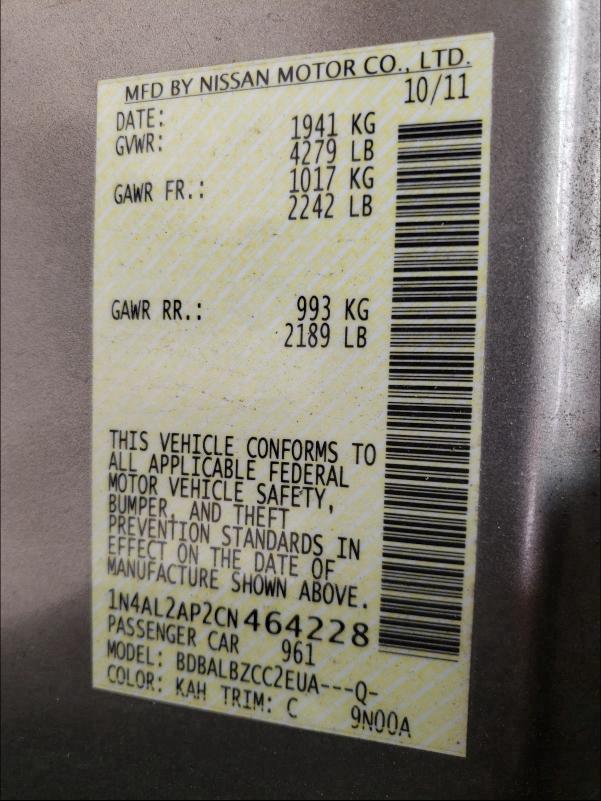 MFD BY NISSAN MOTOR CO., LTD.
DATE: 10/11
GVWR: 1941 KG
4279 LB
GAWR FR.: 1017 KG
2242 LB
GAWR RR.: 993 KG
2189 LB
THIS VEHICLE CONFORMS TO
ALL APPLICABLE FEDERAL
MOTOR VEHICLE SAFETY,
BUMPER, AND THEFT
PREVENTION STANDARDS IN
EFFECT ON THE DATE OF
MANUFACTURE SHOWN ABOVE.
1N4AL2AP2CN464228
PASSENGER CAR 961
MODEL: BDBALBZCC2EUA---Q-
COLOR: KAH TRIM: C 9N00A